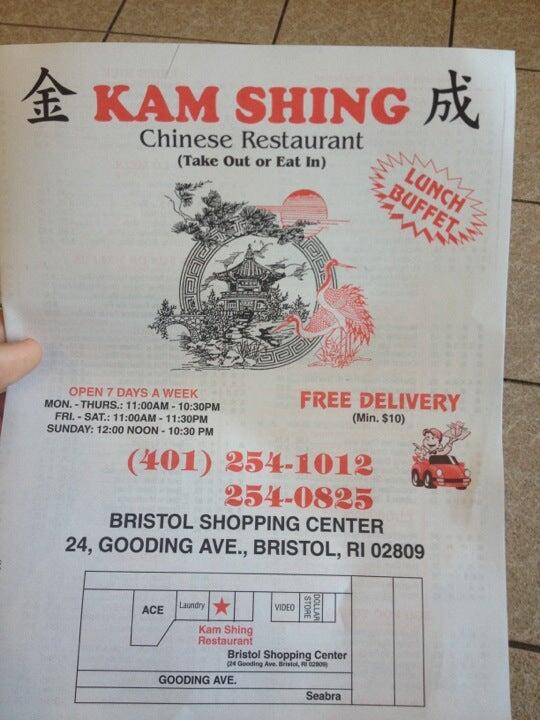 金 KAM SHING 成
Chinese Restaurant
(Take Out or Eat In)
LUNCH
BUFFET
OPEN 7 DAYS A WEEK
MON. - THURS.: 11:00AM - 10:30PM
FRI. - SAT.: 11:00AM - 11:30PM
SUNDAY: 12:00 NOON - 10:30 PM
FREE DELIVERY
(Min. $10)
(401) 254-1012
254-0825
BRISTOL SHOPPING CENTER
24, GOODING AVE., BRISTOL, RI 02809
ACE
Laundry
VIDEO
DOLLAR
STORE
Kam Shing
Restaurant
Bristol Shopping Center
(24 Gooding Ave. Bristol, RI 02809)
GOODING AVE.
Seabra